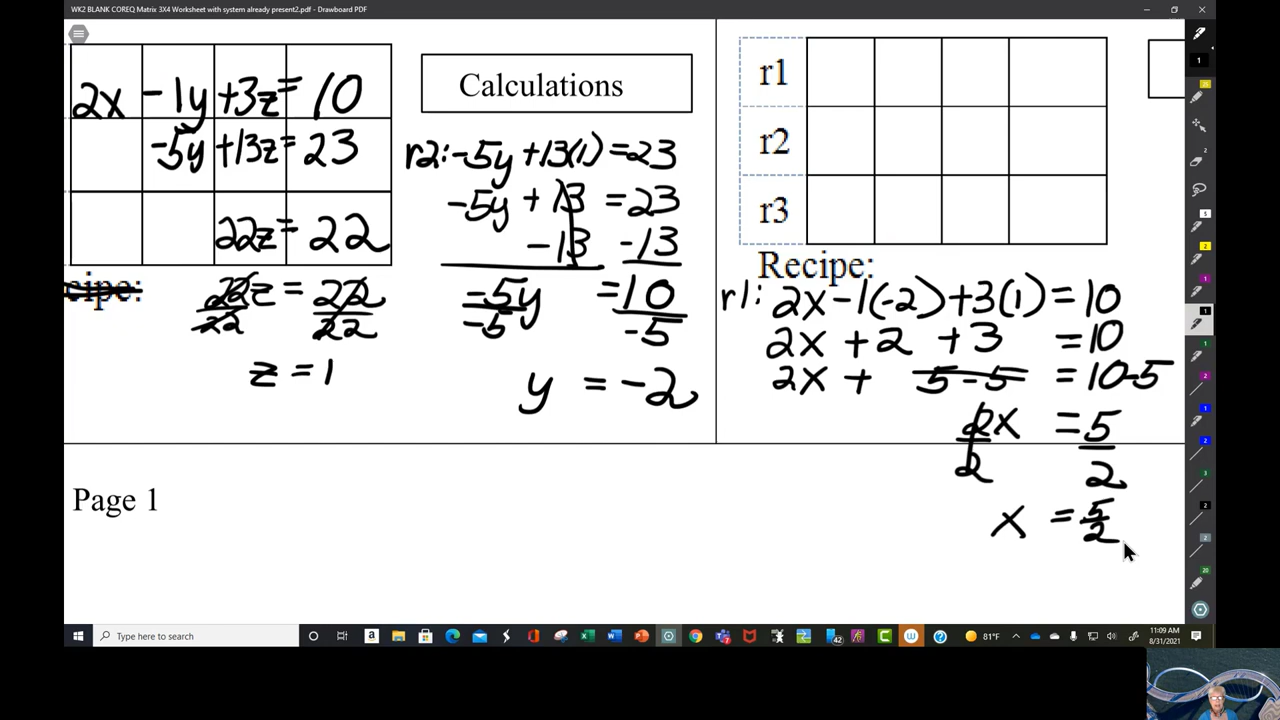 WK2 BLANK COREQ Matrix 3X4 Worksheet with system already present2.pdf - Drawboard PDF
2x -1y +3z = 10
-5y +13z = 23
22z = 22
cipe:
22z = 22
22 22
z = 1
Calculations
r2: -5y + 13(1) = 23
-5y + 13 = 23
-13 -13
-5y = 10
-5 -5
y = -2
r1
r2
r3
Recipe:
r1: 2x - 1(-2) + 3(1) = 10
2x + 2 + 3 = 10
2x + 5 - 5 = 10 - 5
2x = 5
2 2
x = 5/2
Page 1
Type here to search
81°F
11:09 AM
8/31/2021